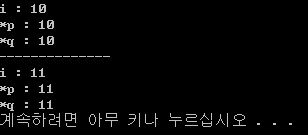 i : 10
*p : 10
*q : 10
--------------
i : 11
*p : 11
*q : 11
계속하려면 아무 키나 누르십시오 . . .